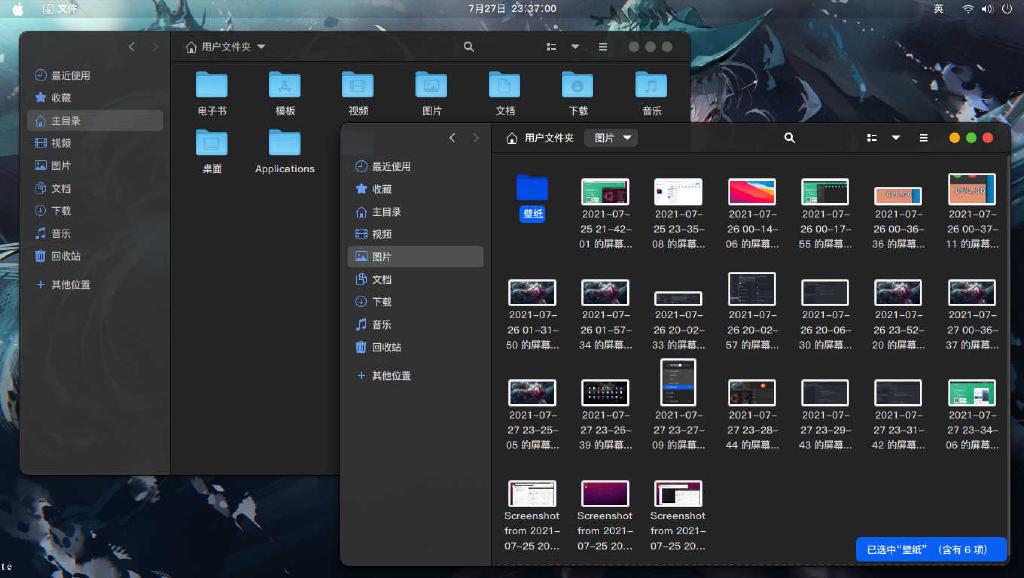 文件
7月27日 23:37:00
英
用户文件夹
最近使用
收藏
主目录
视频
图片
文档
下载
音乐
回收站
其他位置
电子书
模板
视频
图片
文档
下载
音乐
桌面
Applications
用户文件夹
图片
最近使用
收藏
主目录
视频
图片
文档
下载
音乐
回收站
其他位置
壁纸
2021-07-
25 21-42-
01 的屏幕...
2021-07-
25 23-35-
08 的屏幕...
2021-07-
26 00-14-
06 的屏幕...
2021-07-
26 00-17-
55 的屏幕...
2021-07-
26 00-36-
36 的屏幕...
2021-07-
26 00-37-
11 的屏幕...
2021-07-
26 01-31-
50 的屏幕...
2021-07-
26 01-57-
34 的屏幕...
2021-07-
26 20-02-
33 的屏幕...
2021-07-
26 20-02-
57 的屏幕...
2021-07-
26 20-06-
30 的屏幕...
2021-07-
26 23-52-
20 的屏幕...
2021-07-
27 00-36-
37 的屏幕...
2021-07-
27 23-25-
05 的屏幕...
2021-07-
27 23-26-
39 的屏幕...
2021-07-
27 23-27-
09 的屏幕...
2021-07-
27 23-28-
44 的屏幕...
2021-07-
27 23-29-
43 的屏幕...
2021-07-
27 23-31-
42 的屏幕...
2021-07-
27 23-34-
06 的屏幕...
Screenshot
from 2021-
07-25 20...
Screenshot
from 2021-
07-25 20...
Screenshot
from 2021-
07-25 20...
已选中“壁纸” (含有 6 项)